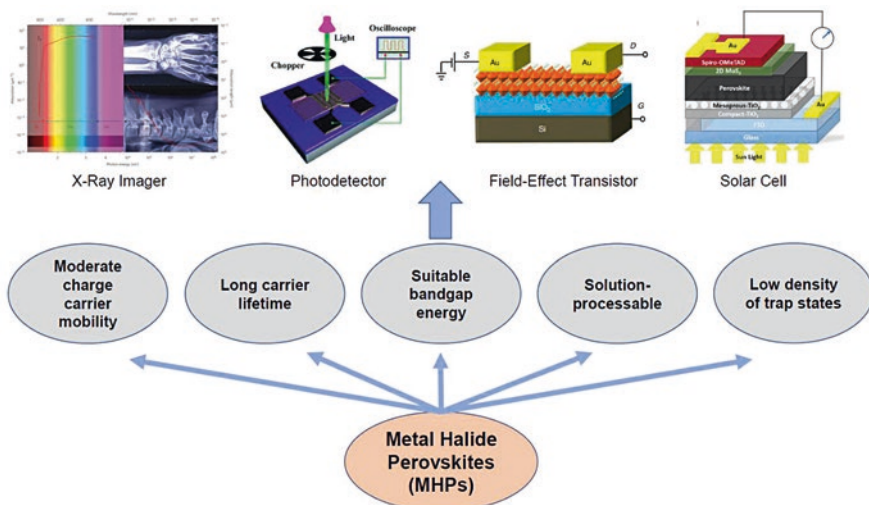 Oscilloscope
Light
Chopper
S
D
Au
Au
SiO₂
G
Si
Au
Spiro-OMeTAD
2D MoS₂
Perovskite
Mesoporous-TiO₂
Compact-TiO₂
Au
FTO
Glass
Sun Light
X-Ray Imager
Photodetector
Field-Effect Transistor
Solar Cell
Moderate
charge
carrier
mobility
Long carrier
lifetime
Suitable
bandgap
energy
Solution-
processable
Low density
of trap states
Metal Halide
Perovskites
(MHPs)